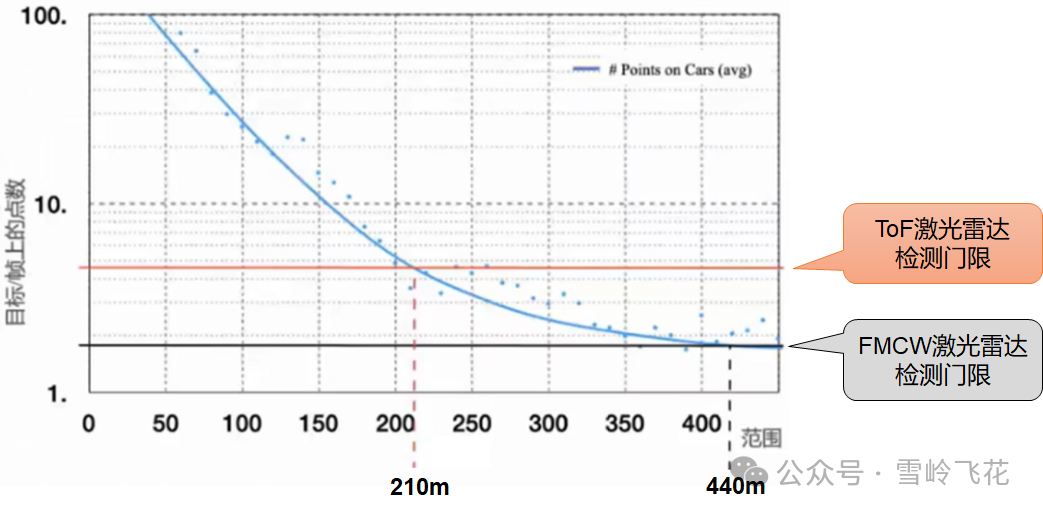 100.
# Points on Cars (avg)
10.
目标/帧上的点数
ToF激光雷达
检测门限
FMCW激光雷达
检测门限
1.
0 50 100 150 200 250 300 350 400
范围
公众号·雪岭飞花
210m
440m